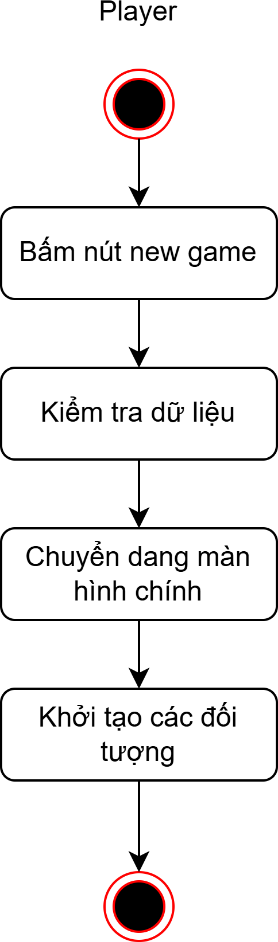 Player
Bấm nút new game
Kiểm tra dữ liệu
Chuyển dang màn
hình chính
Khởi tạo các đối
tượng